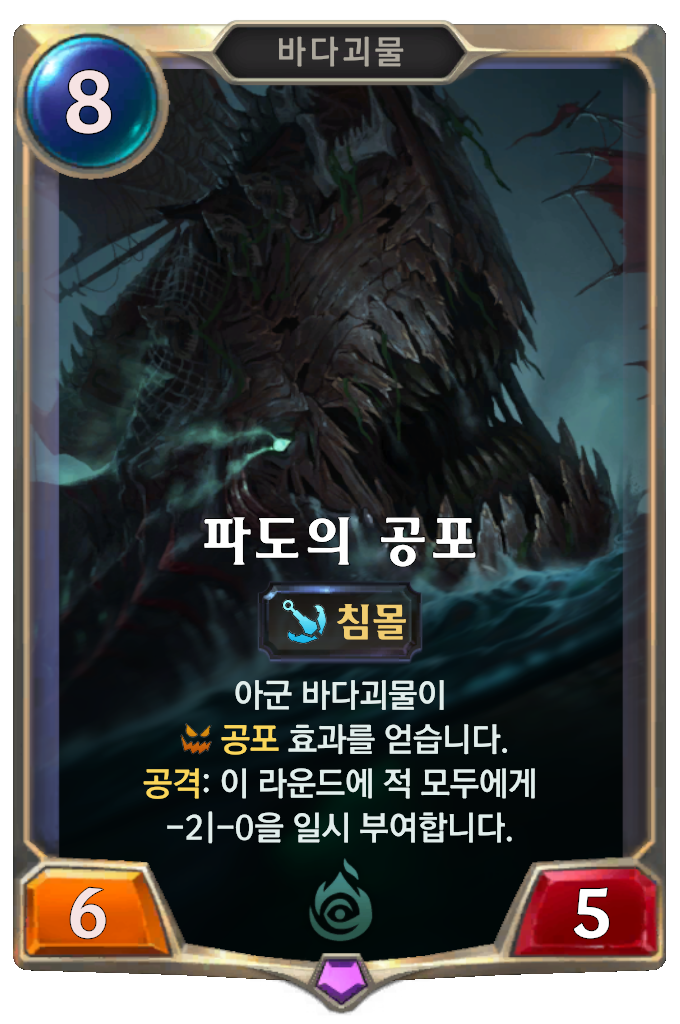 바다괴물
8
파도의 공포
침몰
아군 바다괴물이
공포 효과를 얻습니다.
공격: 이 라운드에 적 모두에게
-2|-0을 일시 부여합니다.
6
5